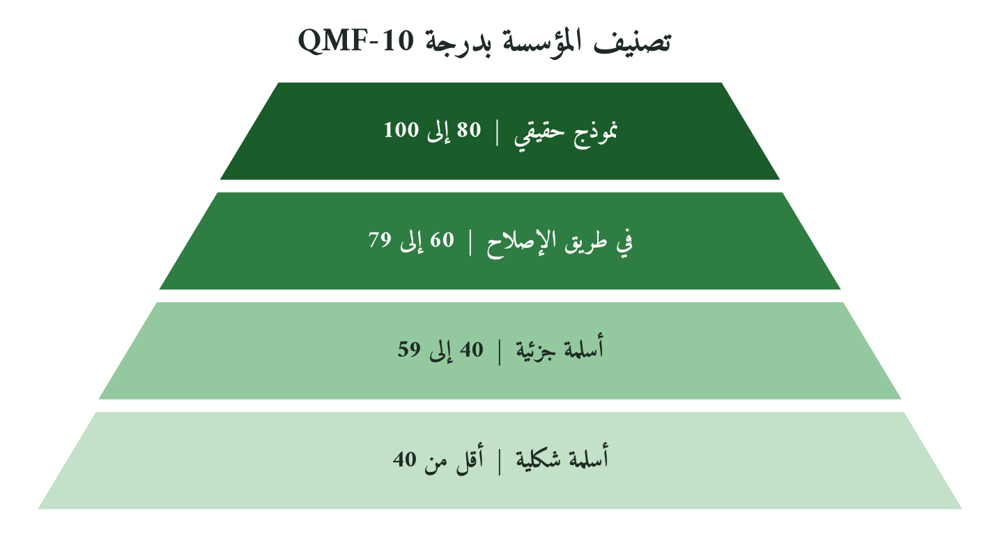 تصنيف المؤسسة بدرجة QMF-10
نموذج حقيقي | 80 إلى 100
في طريق الإصلاح | 60 إلى 79
أسلمة جزئية | 40 إلى 59
أسلمة شكلية | أقل من 40